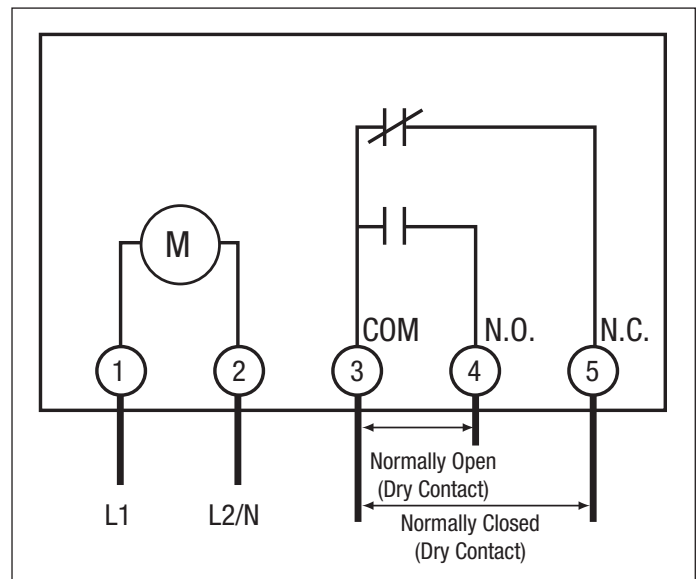 M
COM N.O. N.C.
1 2 3 4 5
Normally Open
(Dry Contact)
L1 L2/N
Normally Closed
(Dry Contact)